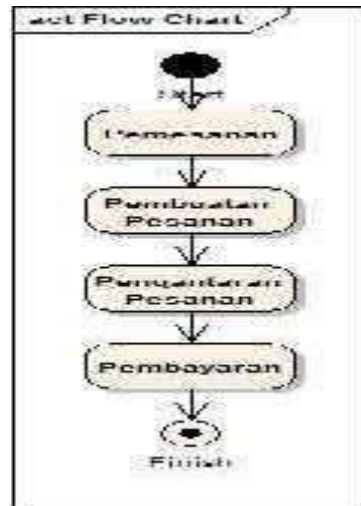 act Flow Chart
Start
Pemesanan
Pembuatan
Pesanan
Pengantaran
Pesanan
Pembayaran
Finish